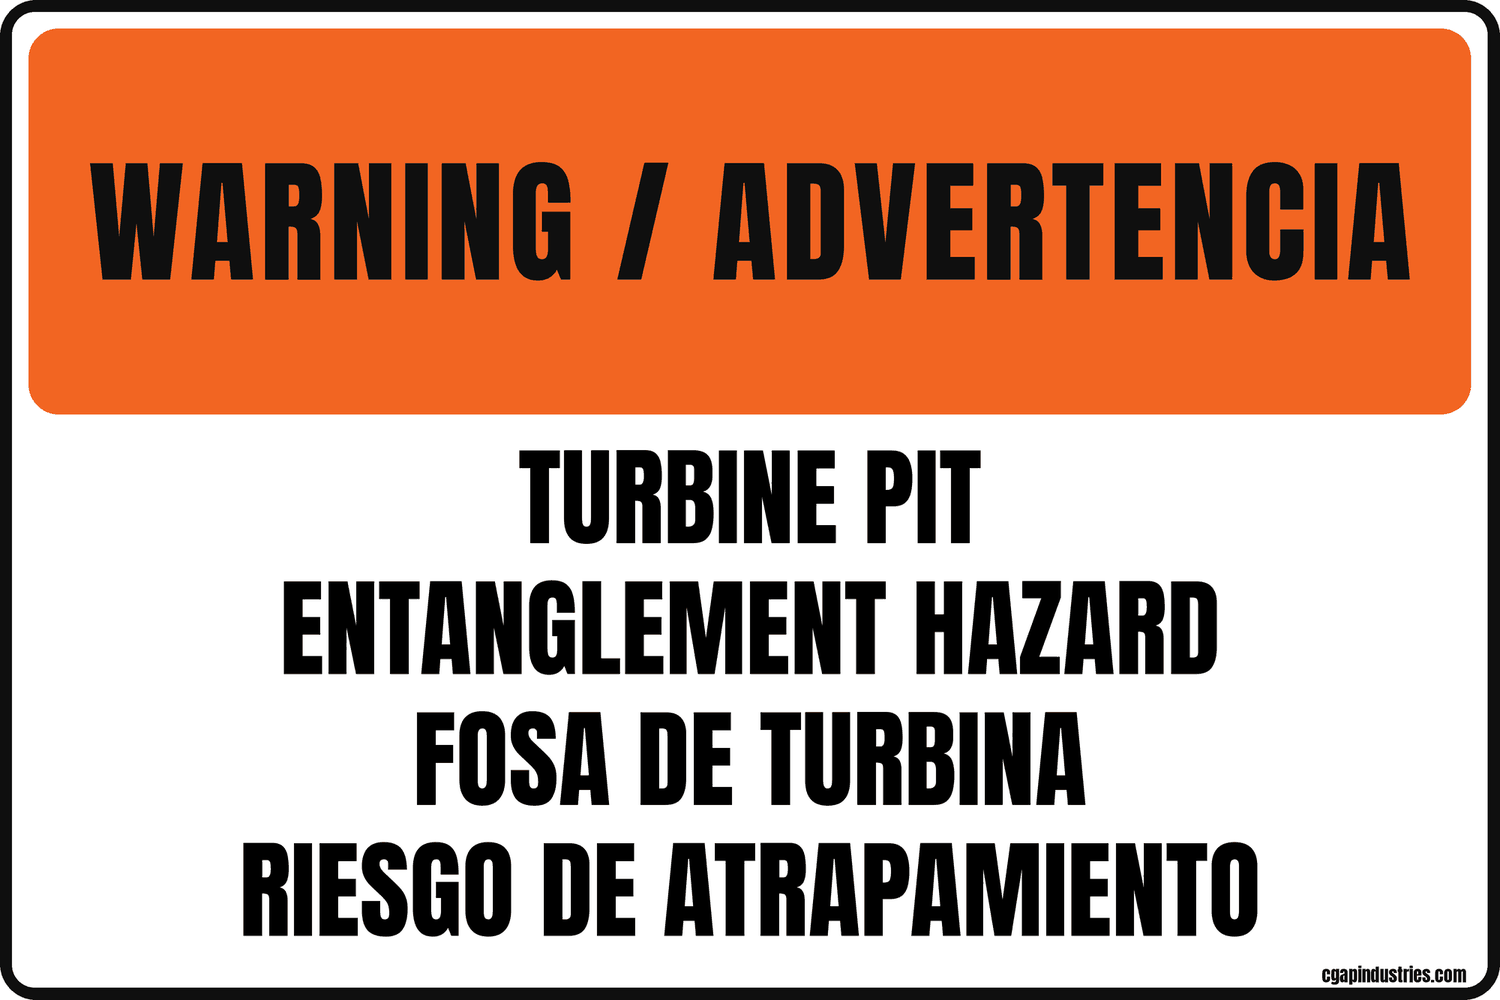 WARNING / ADVERTENCIA
TURBINE PIT
ENTANGLEMENT HAZARD
FOSA DE TURBINA
RIESGO DE ATRAPAMIENTO
cgapindustries.com